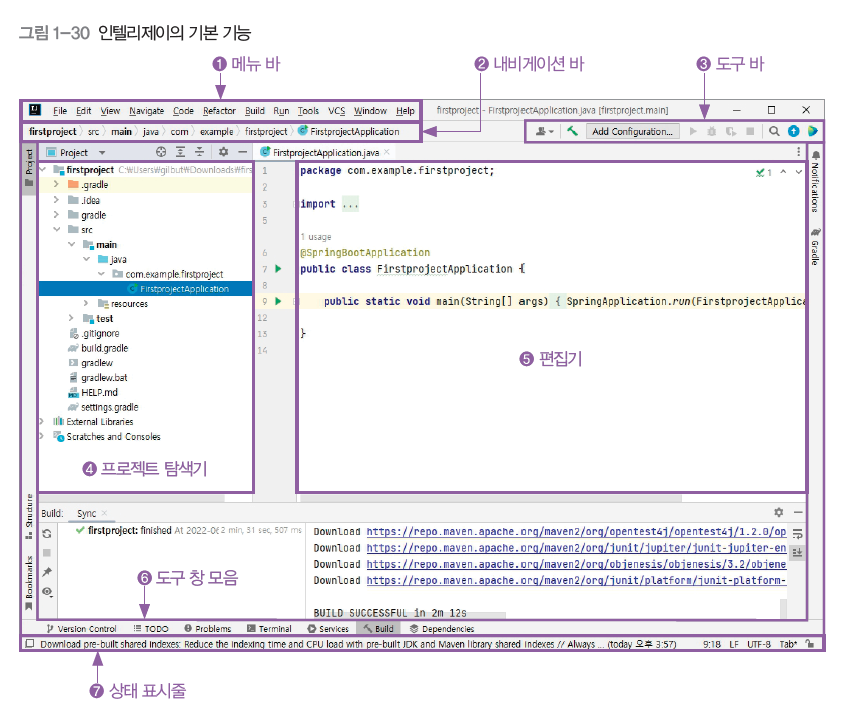 그림 1-30 인텔리제이의 기본 기능
❶ 메뉴 바
❷ 내비게이션 바
❸ 도구 바
File Edit View Navigate Code Refactor Build Run Tools VCS Window Help
firstproject - FirstprojectApplication.java [firstproject.main]
firstproject src main java com example firstproject FirstprojectApplication
Add Configuration...
Project
Project
FirstprojectApplication.java
firstproject C:\Users\gilbut\Downloads\firs
.gradle
.idea
gradle
src
main
java
com.example.firstproject
FirstprojectApplication
resources
test
.gitignore
build.gradle
gradlew
gradlew.bat
HELP.md
settings.gradle
External Libraries
Scratches and Consoles
❹ 프로젝트 탐색기
1 package com.example.firstproject;
2
3 import ...
5
1 usage
6 @SpringBootApplication
7 public class FirstprojectApplication {
8
9 public static void main(String[] args) { SpringApplication.run(FirstprojectApplica
12
13 }
14
1
❺ 편집기
Notifications
Gradle
Structure
Bookmarks
Build: Sync
firstproject: finished At 2022-06 2 min, 31 sec, 507 ms
Download https://repo.maven.apache.org/maven2/org/opentest4j/opentest4j/1.2.0/op
Download https://repo.maven.apache.org/maven2/org/junit/jupiter/junit-jupiter-en
Download https://repo.maven.apache.org/maven2/org/objenesis/objenesis/3.2/objene
Download https://repo.maven.apache.org/maven2/org/junit/platform/junit-platform-
BUILD SUCCESSFUL in 2m 12s
❻ 도구 창 모음
Version Control TODO Problems Terminal Services Build Dependencies
Download pre-built shared indexes: Reduce the indexing time and CPU load with pre-built JDK and Maven library shared indexes // Always ... (today 오후 3:57) 9:18 LF UTF-8 Tab*
❼ 상태 표시줄